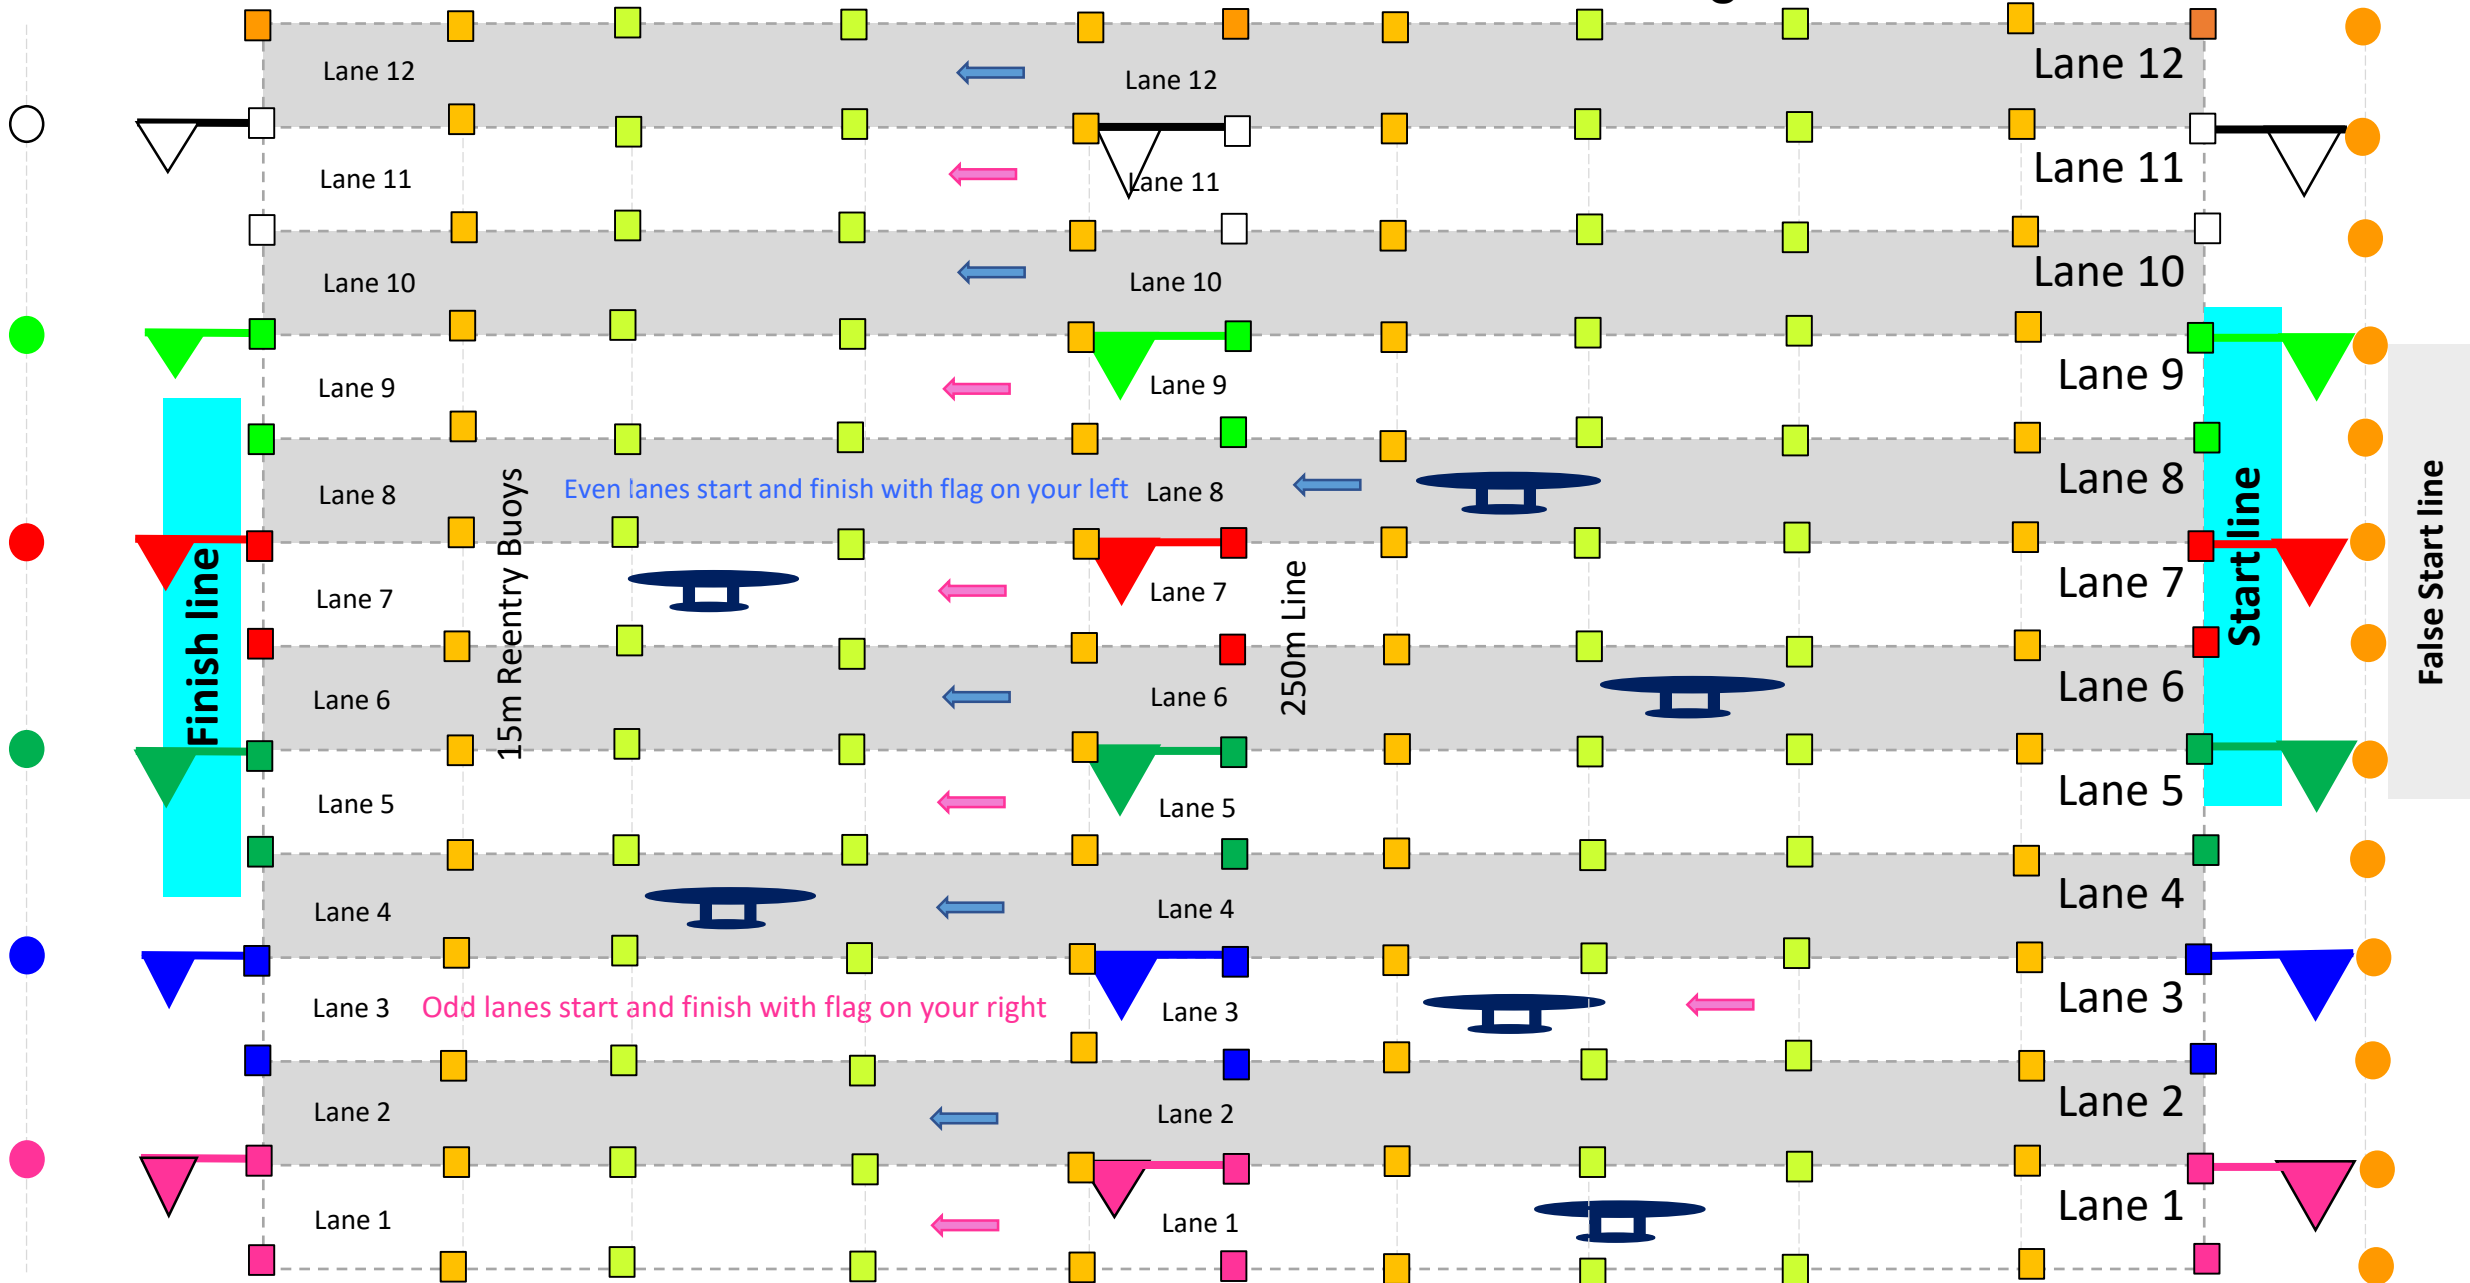 Lane 12
Lane 12
Lane 12
Lane 11
Lane 11
Lane 11
Lane 10
Lane 10
Lane 10
Lane 9
Lane 9
Lane 9
Lane 8
Even lanes start and finish with flag on your left
Lane 8
Lane 8
Lane 7
Lane 7
Lane 7
Finish line
15m Reentry Buoys
250m Line
Start line
False Start line
Lane 6
Lane 6
Lane 6
Lane 5
Lane 5
Lane 5
Lane 4
Lane 4
Lane 4
Lane 3
Odd lanes start and finish with flag on your right
Lane 3
Lane 3
Lane 2
Lane 2
Lane 2
Lane 1
Lane 1
Lane 1